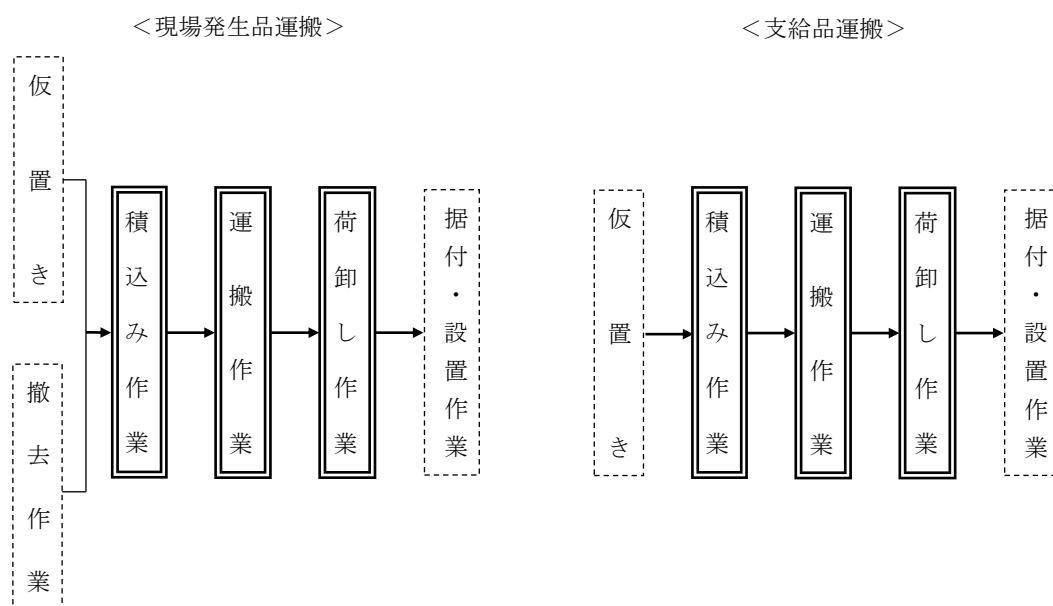 <現場発生品運搬>
仮置き
撤去作業
積込み作業
運搬作業
荷卸し作業
据付・設置作業
<支給品運搬>
仮置き
積込み作業
運搬作業
荷卸し作業
据付・設置作業